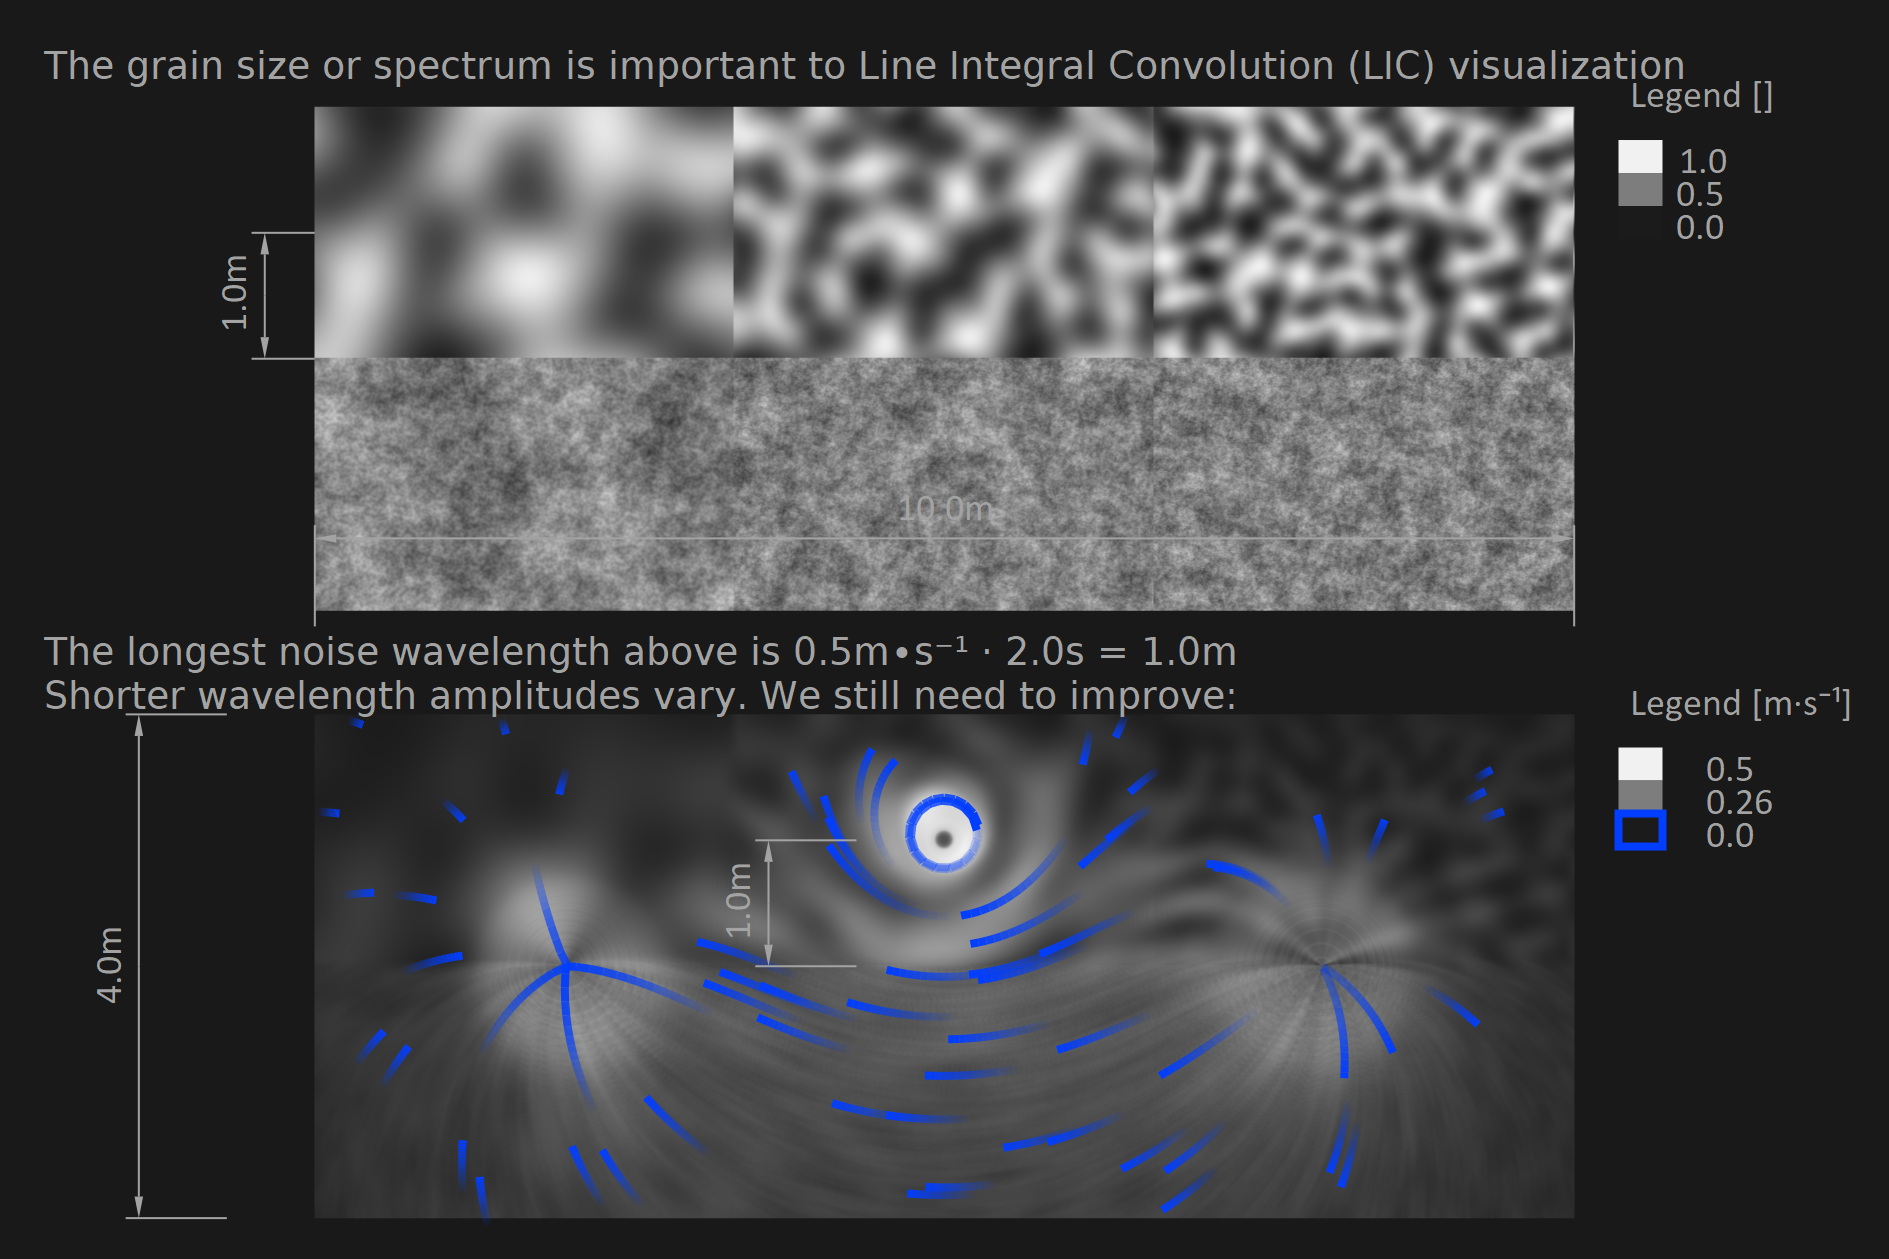 The grain size or spectrum is important to Line Integral Convolution (LIC) visualization
Legend []
1.0
0.5
0.0
1.0m
10.0m
The longest noise wavelength above is 0.5m•s⁻¹ · 2.0s = 1.0m
Shorter wavelength amplitudes vary. We still need to improve:
Legend [m·s⁻¹]
0.5
0.26
0.0
1.0m
4.0m